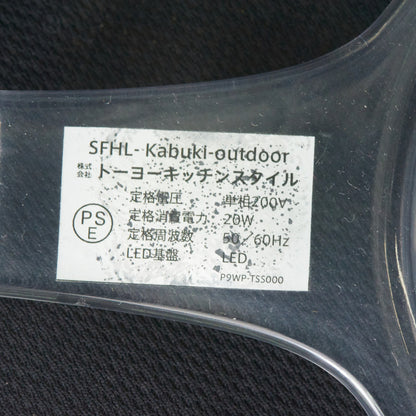 SFHL- Kabuki-outdoor
株式会社 トーヨーキッチンスタイル
PSE
定格電圧 単相200V
定格消費電力 20W
定格周波数 50／60Hz
LED基盤 LED
P9WP-TSS000